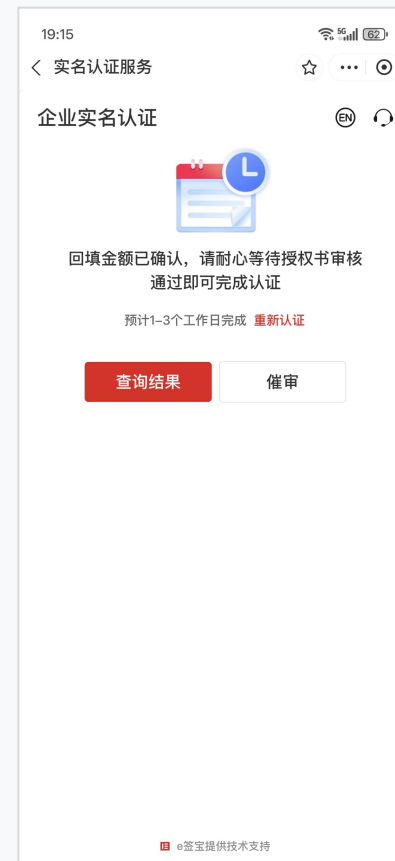 19:15
5G
62
实名认证服务
企业实名认证
EN
回填金额已确认，请耐心等待授权书审核
通过即可完成认证
预计1-3个工作日完成 重新认证
查询结果
催审
e签宝提供技术支持